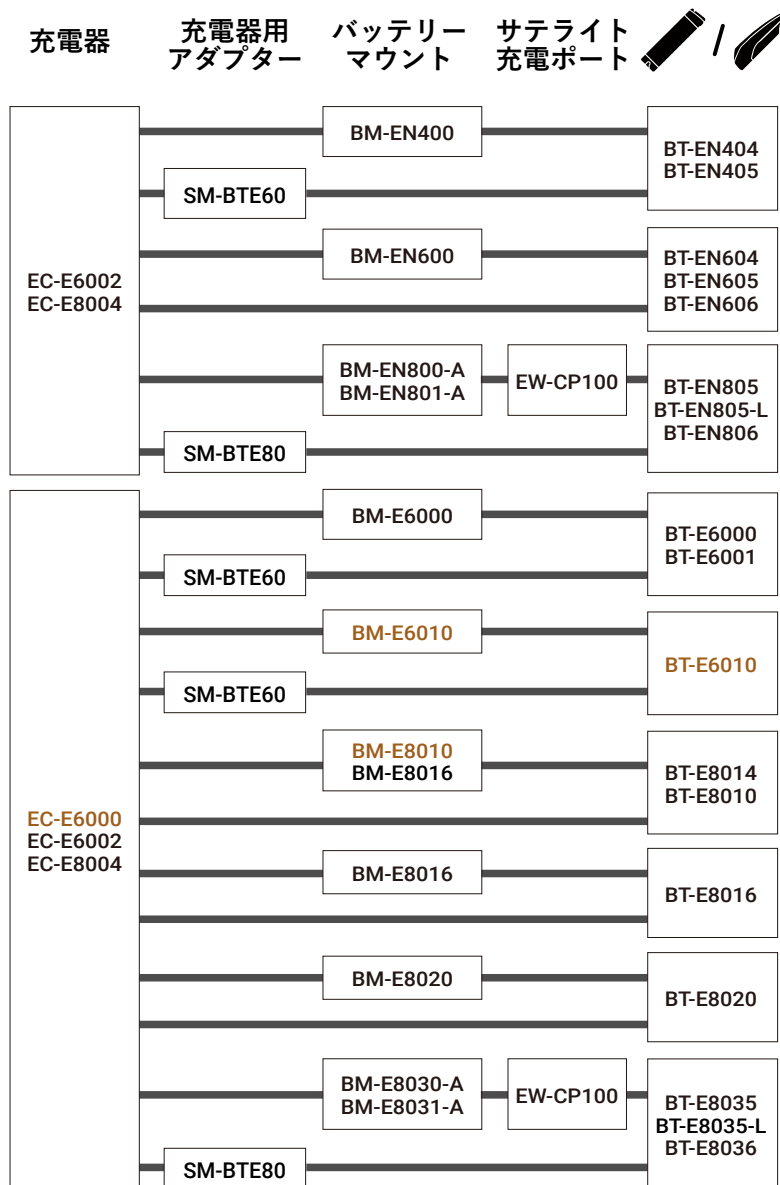 充電器
充電器用
アダプター
バッテリー
マウント
サテライト
充電ポート
/
EC-E6002
EC-E8004
BM-EN400
SM-BTE60
BT-EN404
BT-EN405
BM-EN600
BT-EN604
BT-EN605
BT-EN606
BM-EN800-A
BM-EN801-A
EW-CP100
SM-BTE80
BT-EN805
BT-EN805-L
BT-EN806
EC-E6000
EC-E6002
EC-E8004
BM-E6000
SM-BTE60
BT-E6000
BT-E6001
BM-E6010
SM-BTE60
BT-E6010
BM-E8010
BM-E8016
BT-E8014
BT-E8010
BM-E8016
BT-E8016
BM-E8020
BT-E8020
BM-E8030-A
BM-E8031-A
EW-CP100
SM-BTE80
BT-E8035
BT-E8035-L
BT-E8036